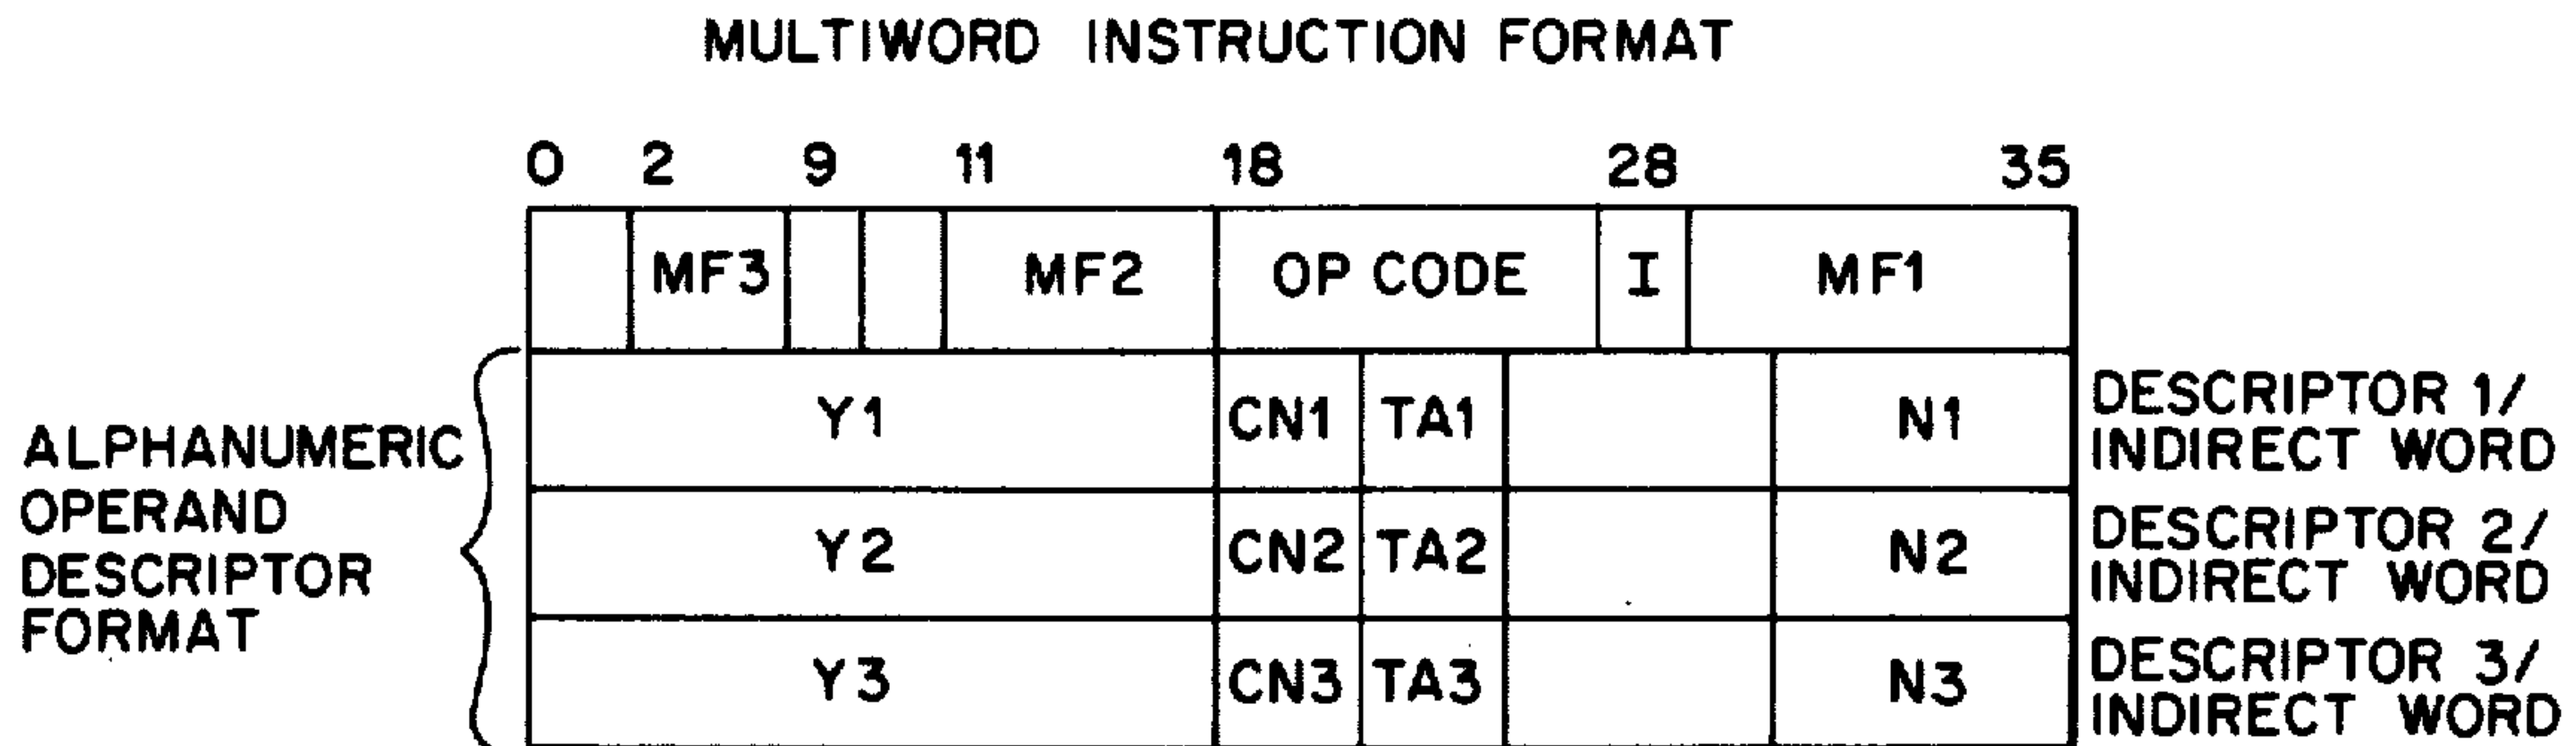 MULTIWORD INSTRUCTION FORMAT
0 2 9 11 18 28 35
MF3 MF2 OP CODE I MF1
ALPHANUMERIC
OPERAND
DESCRIPTOR
FORMAT
Y1 CN1 TA1 N1
DESCRIPTOR 1/
INDIRECT WORD
Y2 CN2 TA2 N2
DESCRIPTOR 2/
INDIRECT WORD
Y3 CN3 TA3 N3
DESCRIPTOR 3/
INDIRECT WORD